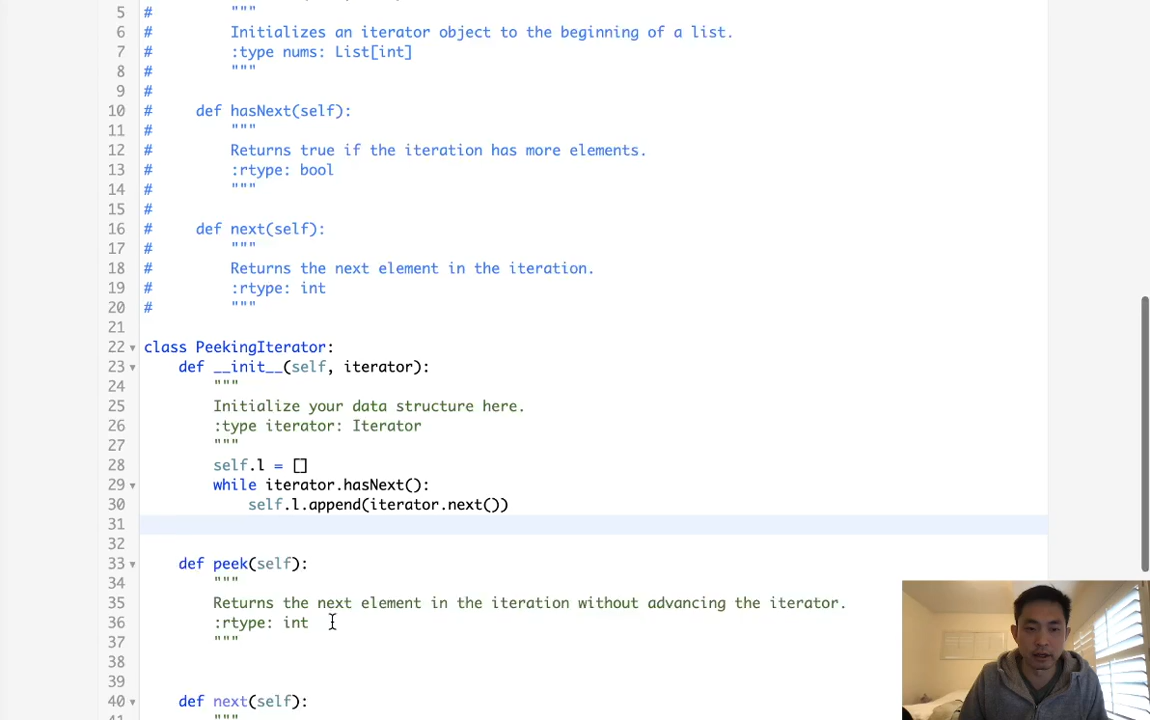 5 # """
6 # Initializes an iterator object to the beginning of a list.
7 # :type nums: List[int]
8 # """
9 #
10 # def hasNext(self):
11 # """
12 # Returns true if the iteration has more elements.
13 # :rtype: bool
14 # """
15 #
16 # def next(self):
17 # """
18 # Returns the next element in the iteration.
19 # :rtype: int
20 # """
21
22 class PeekingIterator:
23 def __init__(self, iterator):
24 """
25 Initialize your data structure here.
26 :type iterator: Iterator
27 """
28 self.l = []
29 while iterator.hasNext():
30 self.l.append(iterator.next())
31
32
33 def peek(self):
34 """
35 Returns the next element in the iteration without advancing the iterator.
36 :rtype: int
37 """
38
39
40 def next(self):
41 """